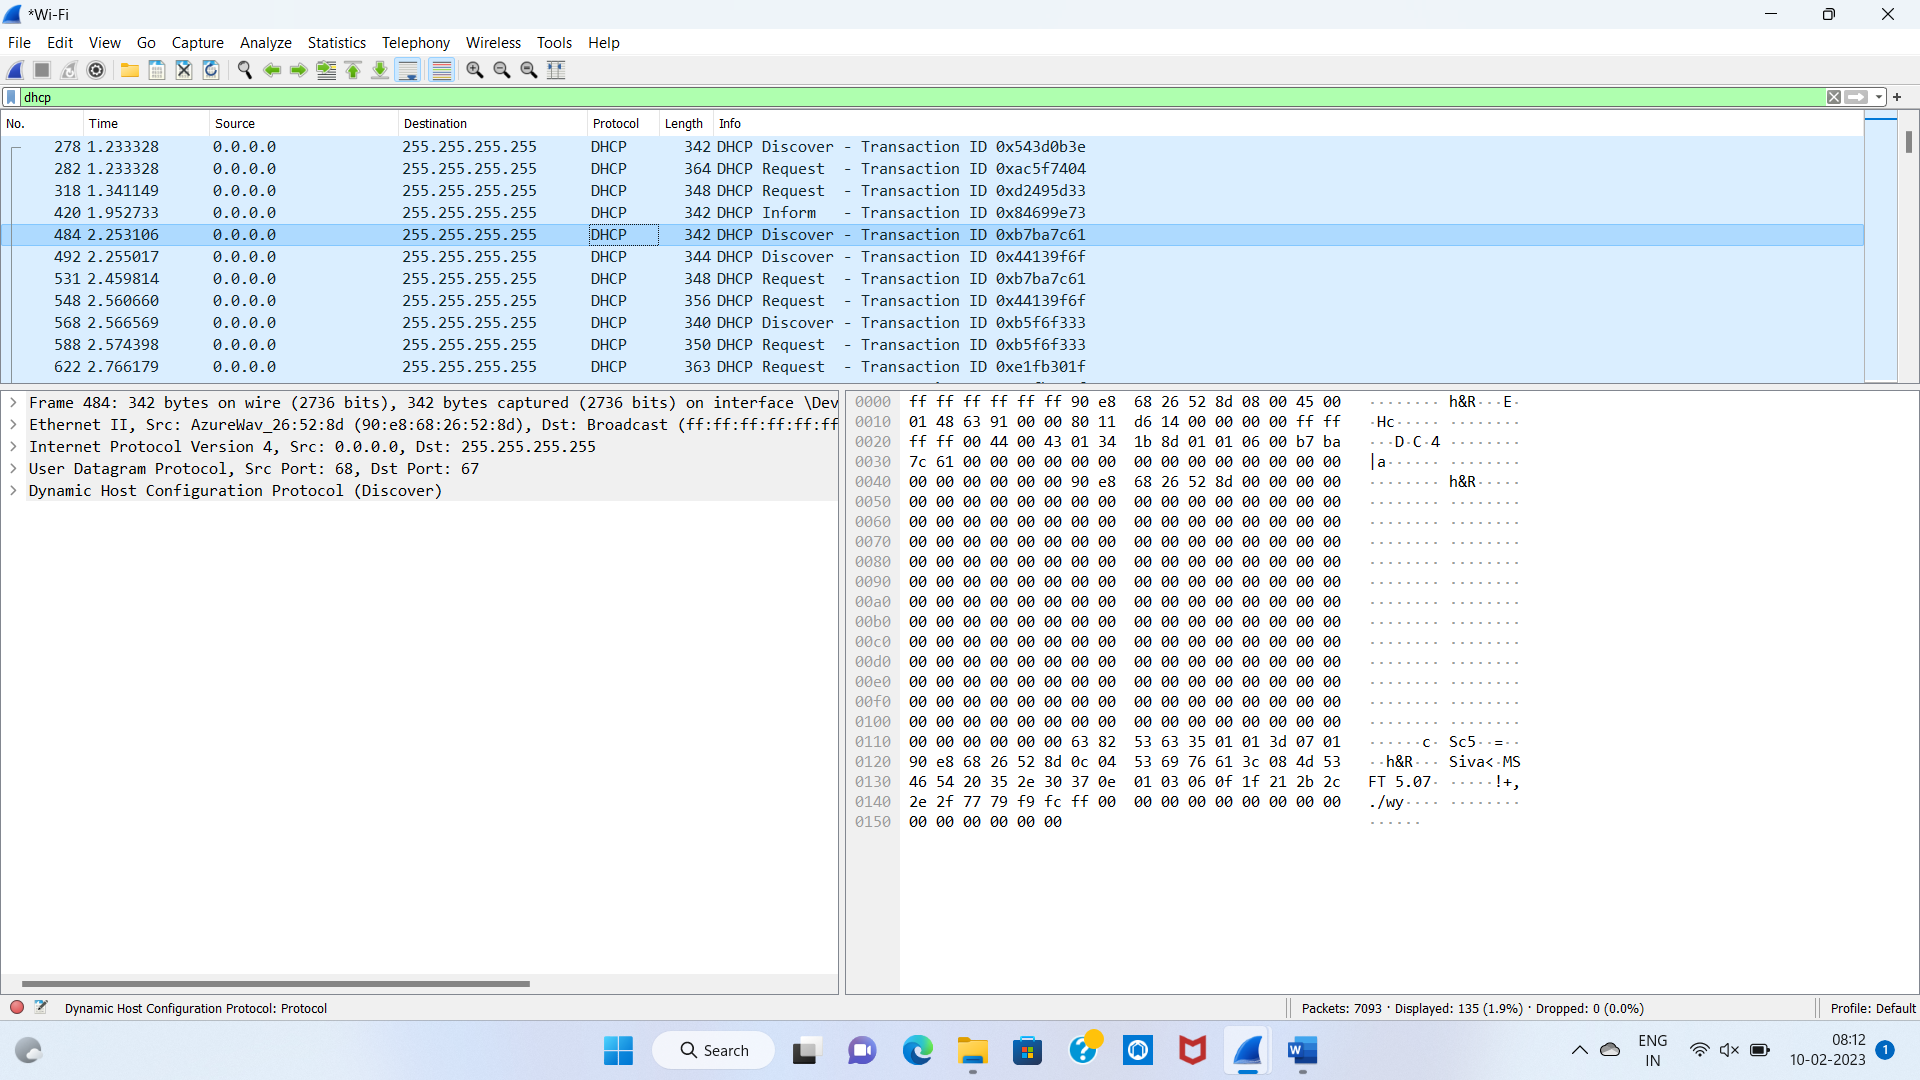 *Wi-Fi
File Edit View Go Capture Analyze Statistics Telephony Wireless Tools Help
dhcp
No. Time Source Destination Protocol Length Info
278 1.233328 0.0.0.0 255.255.255.255 DHCP 342 DHCP Discover - Transaction ID 0x543d0b3e
282 1.233328 0.0.0.0 255.255.255.255 DHCP 364 DHCP Request - Transaction ID 0xac5f7404
318 1.341149 0.0.0.0 255.255.255.255 DHCP 348 DHCP Request - Transaction ID 0xd2495d33
420 1.952733 0.0.0.0 255.255.255.255 DHCP 342 DHCP Inform - Transaction ID 0x84699e73
484 2.253106 0.0.0.0 255.255.255.255 DHCP 342 DHCP Discover - Transaction ID 0xb7ba7c61
492 2.255017 0.0.0.0 255.255.255.255 DHCP 344 DHCP Discover - Transaction ID 0x44139f6f
531 2.459814 0.0.0.0 255.255.255.255 DHCP 348 DHCP Request - Transaction ID 0xb7ba7c61
548 2.560660 0.0.0.0 255.255.255.255 DHCP 356 DHCP Request - Transaction ID 0x44139f6f
568 2.566569 0.0.0.0 255.255.255.255 DHCP 340 DHCP Discover - Transaction ID 0xb5f6f333
588 2.574398 0.0.0.0 255.255.255.255 DHCP 350 DHCP Request - Transaction ID 0xb5f6f333
622 2.766179 0.0.0.0 255.255.255.255 DHCP 363 DHCP Request - Transaction ID 0xe1fb301f
Frame 484: 342 bytes on wire (2736 bits), 342 bytes captured (2736 bits) on interface \Dev
Ethernet II, Src: AzureWav_26:52:8d (90:e8:68:26:52:8d), Dst: Broadcast (ff:ff:ff:ff:ff:ff
Internet Protocol Version 4, Src: 0.0.0.0, Dst: 255.255.255.255
User Datagram Protocol, Src Port: 68, Dst Port: 67
Dynamic Host Configuration Protocol (Discover)
0000 ff ff ff ff ff ff 90 e8 68 26 52 8d 08 00 45 00 ········ h&R···E·
0010 01 48 63 91 00 00 80 11 d6 14 00 00 00 00 ff ff ·Hc····· ········
0020 ff ff 00 44 00 43 01 34 1b 8d 01 01 06 00 b7 ba ···D·C·4 ········
0030 7c 61 00 00 00 00 00 00 00 00 00 00 00 00 00 00 |a······ ········
0040 00 00 00 00 00 00 90 e8 68 26 52 8d 00 00 00 00 ········ h&R·····
0050 00 00 00 00 00 00 00 00 00 00 00 00 00 00 00 00 ········ ········
0060 00 00 00 00 00 00 00 00 00 00 00 00 00 00 00 00 ········ ········
0070 00 00 00 00 00 00 00 00 00 00 00 00 00 00 00 00 ········ ········
0080 00 00 00 00 00 00 00 00 00 00 00 00 00 00 00 00 ········ ········
0090 00 00 00 00 00 00 00 00 00 00 00 00 00 00 00 00 ········ ········
00a0 00 00 00 00 00 00 00 00 00 00 00 00 00 00 00 00 ········ ········
00b0 00 00 00 00 00 00 00 00 00 00 00 00 00 00 00 00 ········ ········
00c0 00 00 00 00 00 00 00 00 00 00 00 00 00 00 00 00 ········ ········
00d0 00 00 00 00 00 00 00 00 00 00 00 00 00 00 00 00 ········ ········
00e0 00 00 00 00 00 00 00 00 00 00 00 00 00 00 00 00 ········ ········
00f0 00 00 00 00 00 00 00 00 00 00 00 00 00 00 00 00 ········ ········
0100 00 00 00 00 00 00 00 00 00 00 00 00 00 00 00 00 ········ ········
0110 00 00 00 00 00 00 63 82 53 63 35 01 01 3d 07 01 ······c· Sc5··=··
0120 90 e8 68 26 52 8d 0c 04 53 69 76 61 3c 08 4d 53 ··h&R··· Siva<·MS
0130 46 54 20 35 2e 30 37 0e 01 03 06 0f 1f 21 2b 2c FT 5.07· ·····!+,
0140 2e 2f 77 79 f9 fc ff 00 00 00 00 00 00 00 00 00 ./wy···· ········
0150 00 00 00 00 00 00 ······
Dynamic Host Configuration Protocol: Protocol
Packets: 7093 · Displayed: 135 (1.9%) · Dropped: 0 (0.0%)
Profile: Default
Search
ENG
IN
08:12
10-02-2023
1